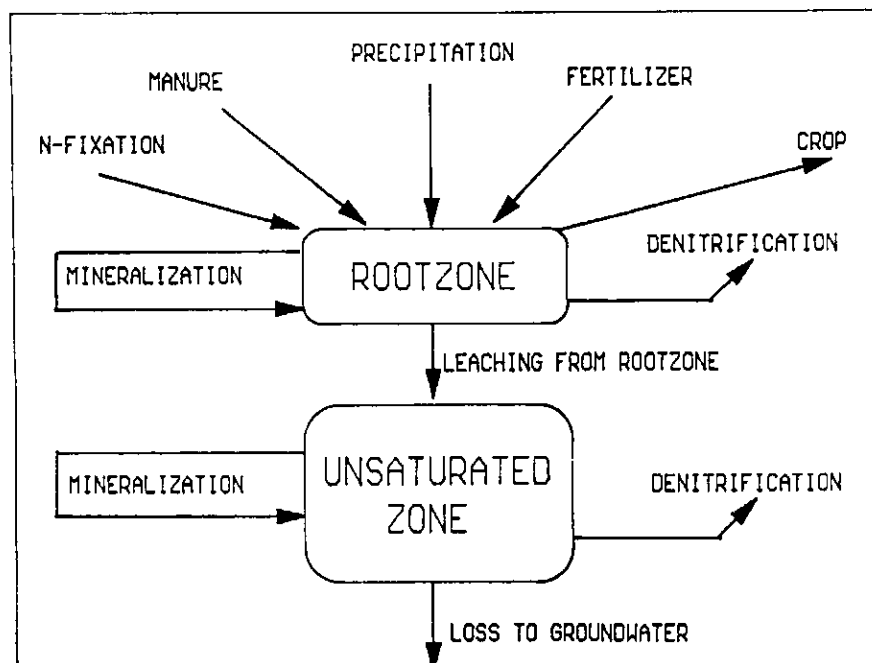 PRECIPITATION
MANURE
FERTILIZER
N-FIXATION
CROP
DENITRIFICATION
MINERALIZATION
ROOTZONE
LEACHING FROM ROOTZONE
UNSATURATED
ZONE
MINERALIZATION
DENITRIFICATION
LOSS TO GROUNDWATER